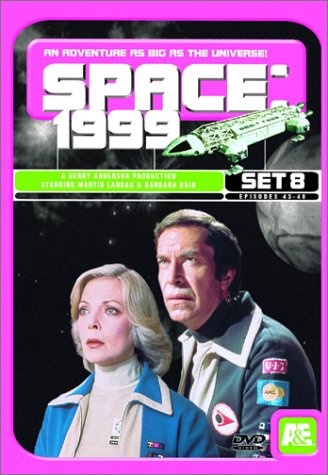 AN ADVENTURE AS BIG AS THE UNIVERSE!
SPACE:
1999
A GERRY ANDERSON PRODUCTION
STARRING MARTIN LANDAU & BARBARA BAIN
SET 8
EPISODES 43-48
DVD
VIDEO
A&E